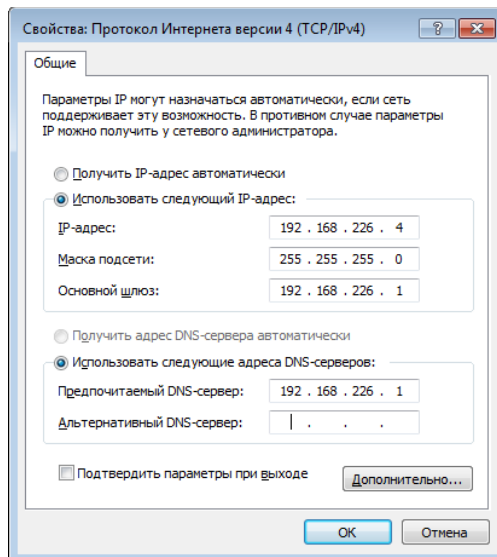 Свойства: Протокол Интернета версии 4 (TCP/IPv4)
Общие
Параметры IP могут назначаться автоматически, если сеть
поддерживает эту возможность. В противном случае параметры
IP можно получить у сетевого администратора.
Получить IP-адрес автоматически
Использовать следующий IP-адрес:
IP-адрес: 192 . 168 . 226 . 4
Маска подсети: 255 . 255 . 255 . 0
Основной шлюз: 192 . 168 . 226 . 1
Получить адрес DNS-сервера автоматически
Использовать следующие адреса DNS-серверов:
Предпочитаемый DNS-сервер: 192 . 168 . 226 . 1
Альтернативный DNS-сервер: . . .
Подтвердить параметры при выходе
Дополнительно...
ОК Отмена